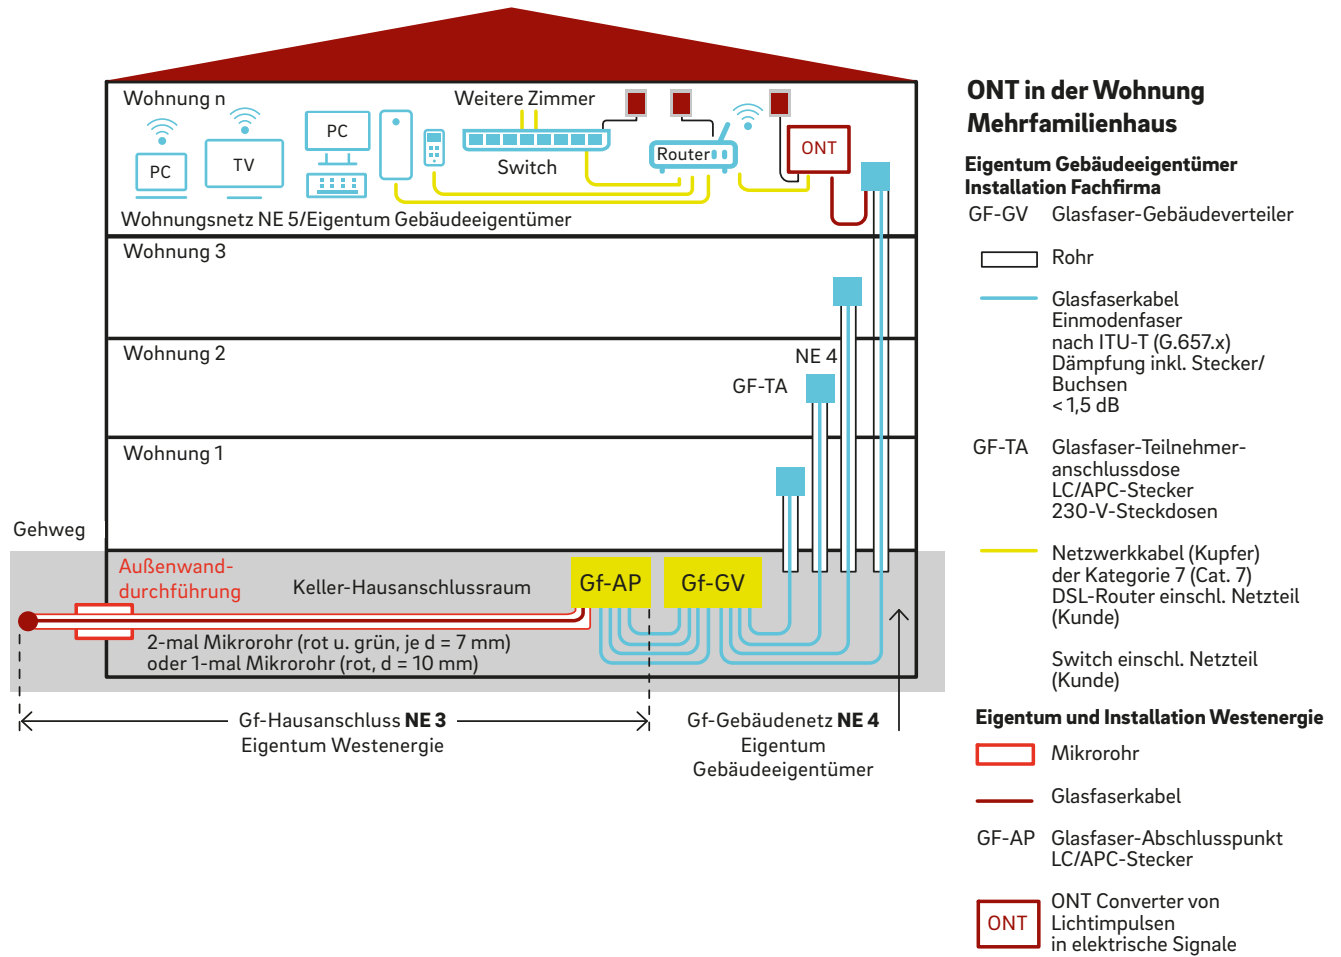 Wohnung n
Weitere Zimmer
PC
TV
PC
Switch
Router
ONT
Wohnungsnetz NE 5/Eigentum Gebäudeeigentümer
Wohnung 3
Wohnung 2
NE 4
GF-TA
Wohnung 1
Gehweg
Außenwand-
durchführung
Keller-Hausanschlussraum
Gf-AP
Gf-GV
2-mal Mikrorohr (rot u. grün, je d = 7 mm)
oder 1-mal Mikrorohr (rot, d = 10 mm)
Gf-Hausanschluss NE 3
Eigentum Westenergie
Gf-Gebäudenetz NE 4
Eigentum
Gebäudeeigentümer
ONT in der Wohnung
Mehrfamilienhaus
Eigentum Gebäudeeigentümer
Installation Fachfirma
GF-GV Glasfaser-Gebäudeverteiler
Rohr
Glasfaserkabel
Einmodenfaser
nach ITU-T (G.657.x)
Dämpfung inkl. Stecker/
Buchsen
< 1,5 dB
GF-TA Glasfaser-Teilnehmer-
anschlussdose
LC/APC-Stecker
230-V-Steckdosen
Netzwerkkabel (Kupfer)
der Kategorie 7 (Cat. 7)
DSL-Router einschl. Netzteil
(Kunde)
Switch einschl. Netzteil
(Kunde)
Eigentum und Installation Westenergie
Mikrorohr
Glasfaserkabel
GF-AP Glasfaser-Abschlusspunkt
LC/APC-Stecker
ONT
ONT Converter von
Lichtimpulsen
in elektrische Signale